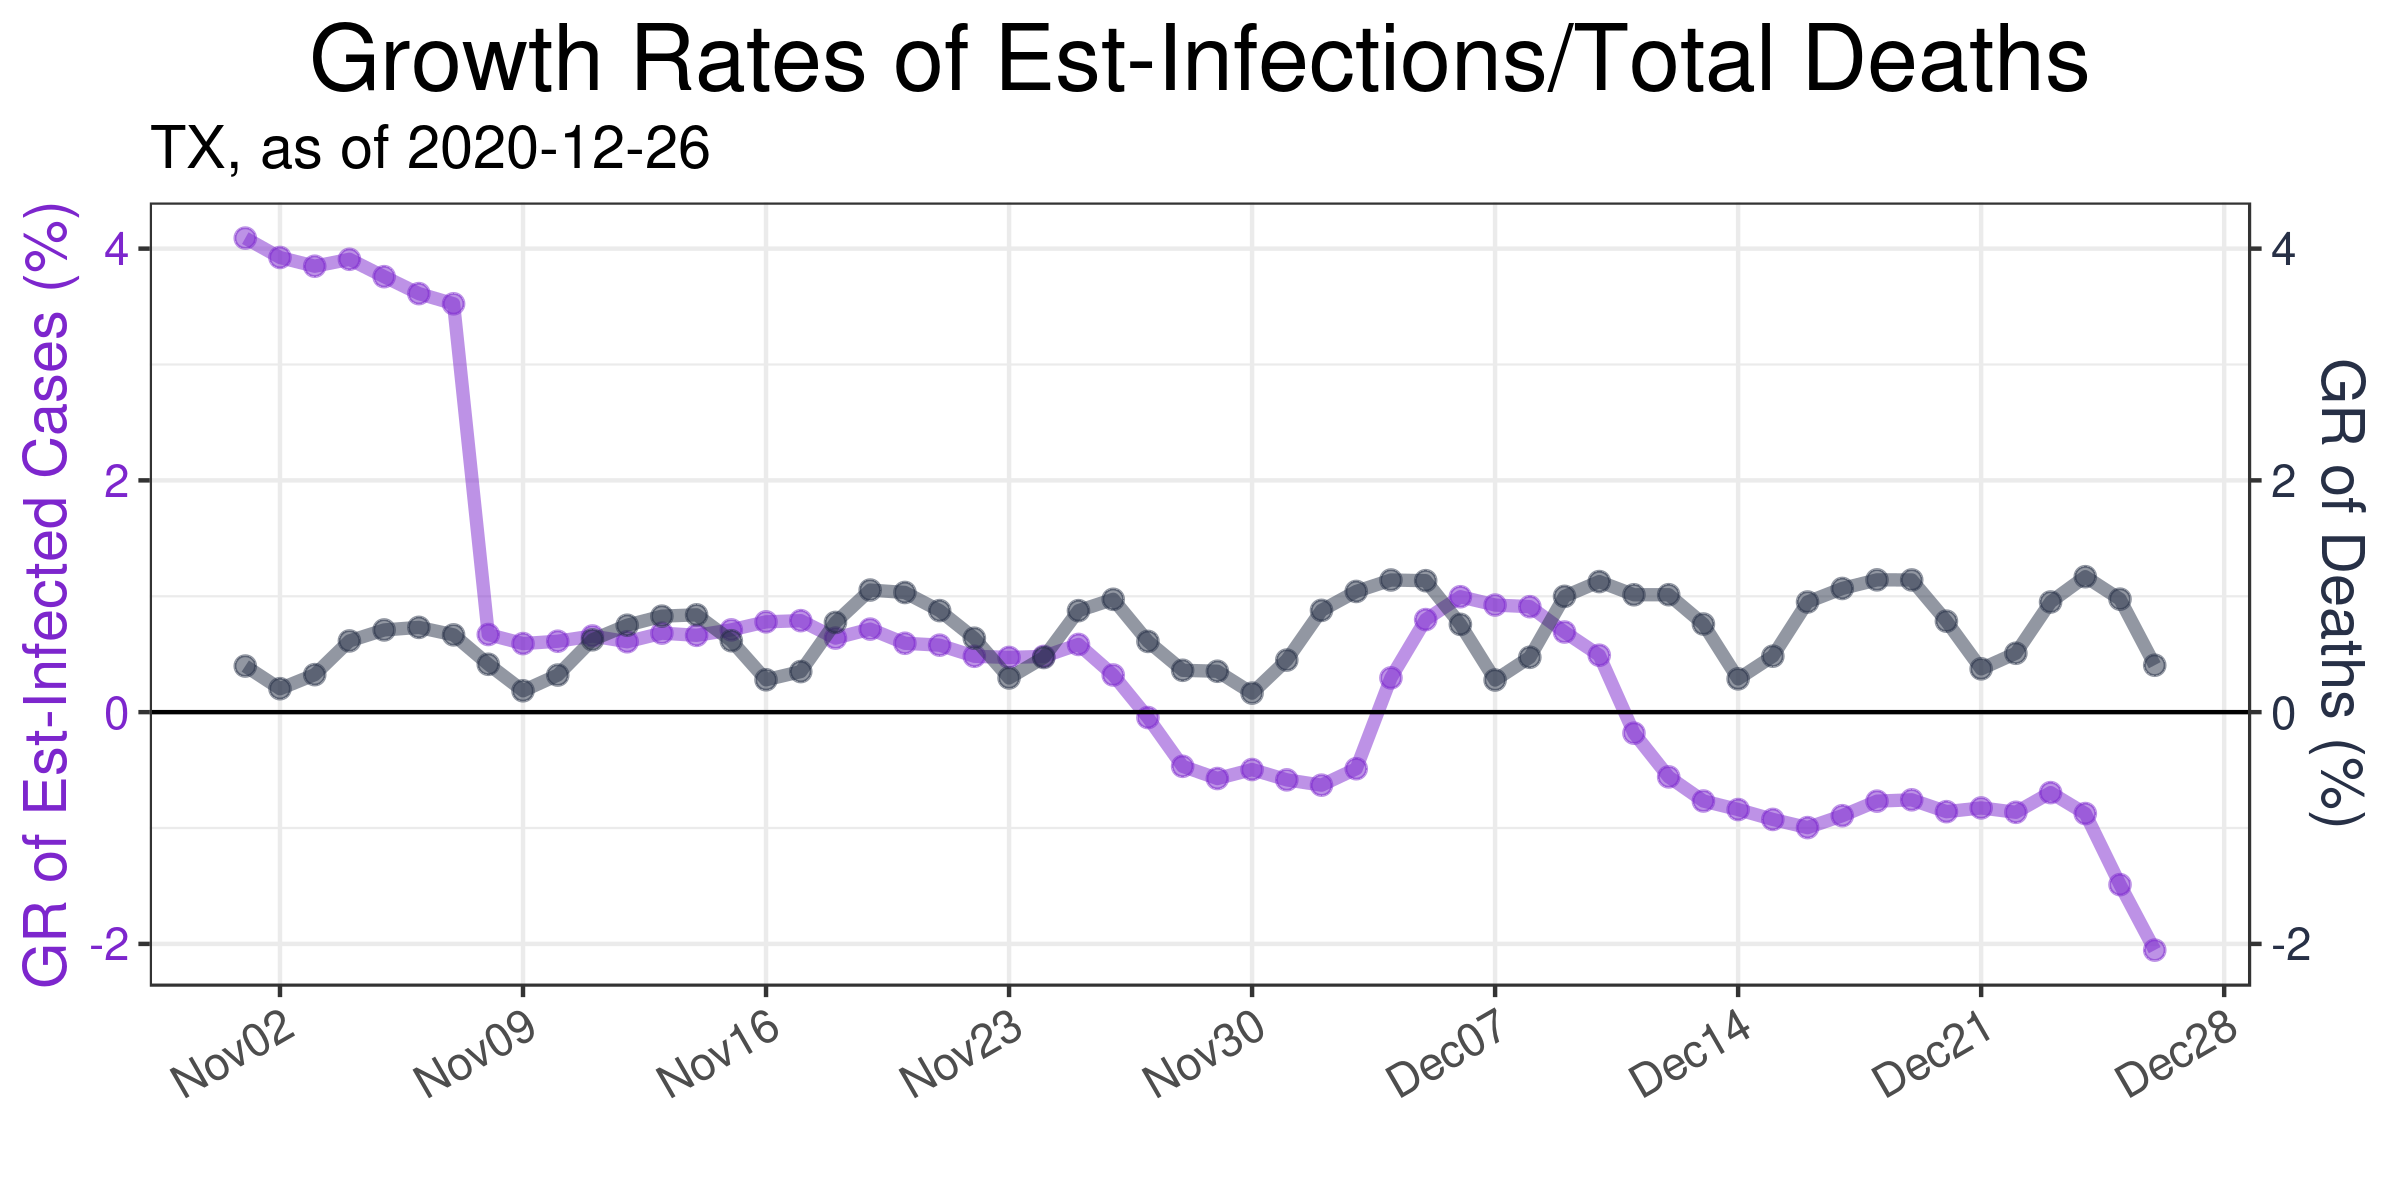 Growth Rates of Est-Infections/Total Deaths
TX, as of 2020-12-26
GR of Est-Infected Cases (%)
4
2
0
-2
4
2
0
-2
GR of Deaths (%)
Nov02
Nov09
Nov16
Nov23
Nov30
Dec07
Dec14
Dec21
Dec28